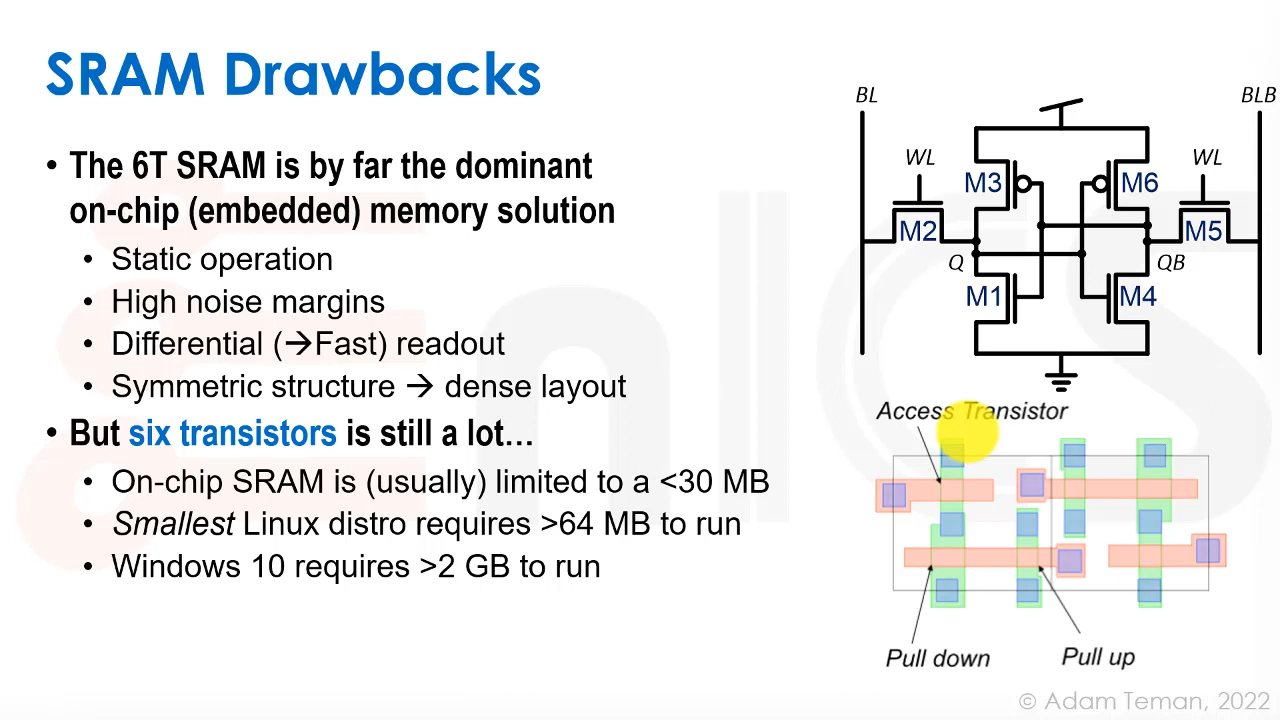 SRAM Drawbacks
• The 6T SRAM is by far the dominant
on-chip (embedded) memory solution
• Static operation
• High noise margins
• Differential (→Fast) readout
• Symmetric structure → dense layout
• But six transistors is still a lot…
• On-chip SRAM is (usually) limited to a <30 MB
• Smallest Linux distro requires >64 MB to run
• Windows 10 requires >2 GB to run
BL
BLB
WL
WL
M3
M6
M2
M5
Q
QB
M1
M4
Access Transistor
Pull down
Pull up
enICS
© Adam Teman, 2022